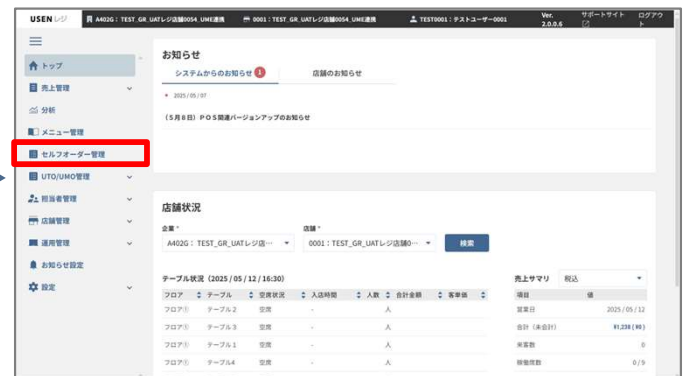 USEN レジ A402G : TEST_GR_UATレジ店舗0054_UME連携 0001 : TEST_GR_UATレジ店舗0054_UME連携 TEST0001 : テストユーザー0001 Ver. 2.0.0.6 サポートサイト ログアウト
トップ
売上管理
分析
メニュー管理
セルフオーダー管理
UTO/UMO管理
担当者管理
店舗管理
運用管理
お知らせ設定
設定
お知らせ
システムからのお知らせ 1 店舗のお知らせ
2025/05/07
(5月8日) POS関連バージョンアップのお知らせ
店舗状況
企業 * 店舗 *
A402G : TEST_GR_UATレジ店… 0001 : TEST_GR_UATレジ店舗0… 検索
テーブル状況 (2025/05/12/16:30)
フロア テーブル 空席状況 入店時間 人数 合計金額 客単価
フロア① テーブル2 空席 - 人
フロア① テーブル3 空席 - 人
フロア① テーブル1 空席 - 人
フロア① テーブル4 空席 - 人
売上サマリ 税込
項目 値
営業日 2025/05/12
合計 (未会計) ¥1,238 (¥0)
来客数 0
稼働席数 0/9